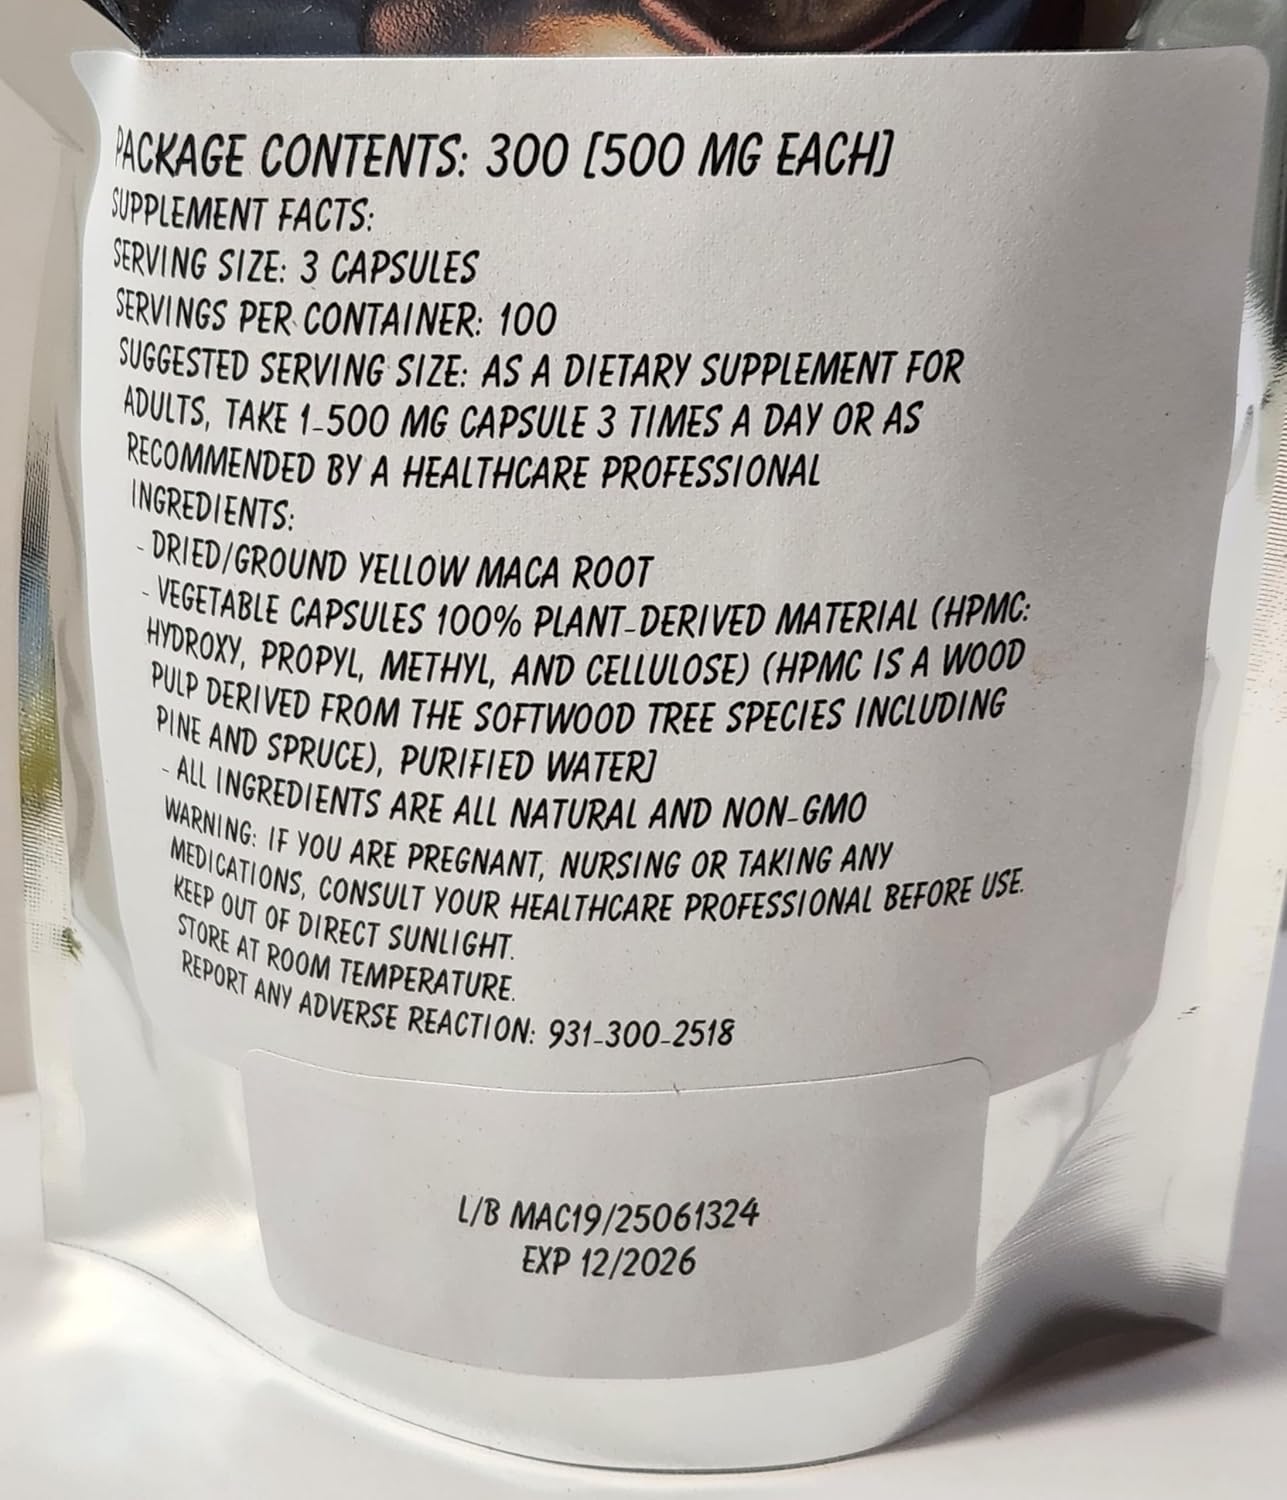 PACKAGE CONTENTS: 300 [500 MG EACH]
SUPPLEMENT FACTS:
SERVING SIZE: 3 CAPSULES
SERVINGS PER CONTAINER: 100
SUGGESTED SERVING SIZE: AS A DIETARY SUPPLEMENT FOR
ADULTS, TAKE 1-500 MG CAPSULE 3 TIMES A DAY OR AS
RECOMMENDED BY A HEALTHCARE PROFESSIONAL
INGREDIENTS:
- DRIED/GROUND YELLOW MACA ROOT
- VEGETABLE CAPSULES 100% PLANT-DERIVED MATERIAL (HPMC:
HYDROXY, PROPYL, METHYL, AND CELLULOSE) (HPMC IS A WOOD
PULP DERIVED FROM THE SOFTWOOD TREE SPECIES INCLUDING
PINE AND SPRUCE), PURIFIED WATER]
- ALL INGREDIENTS ARE ALL NATURAL AND NON-GMO
WARNING: IF YOU ARE PREGNANT, NURSING OR TAKING ANY
MEDICATIONS, CONSULT YOUR HEALTHCARE PROFESSIONAL BEFORE USE.
KEEP OUT OF DIRECT SUNLIGHT.
STORE AT ROOM TEMPERATURE.
REPORT ANY ADVERSE REACTION: 931-300-2518
L/B MAC19/25061324
EXP 12/2026